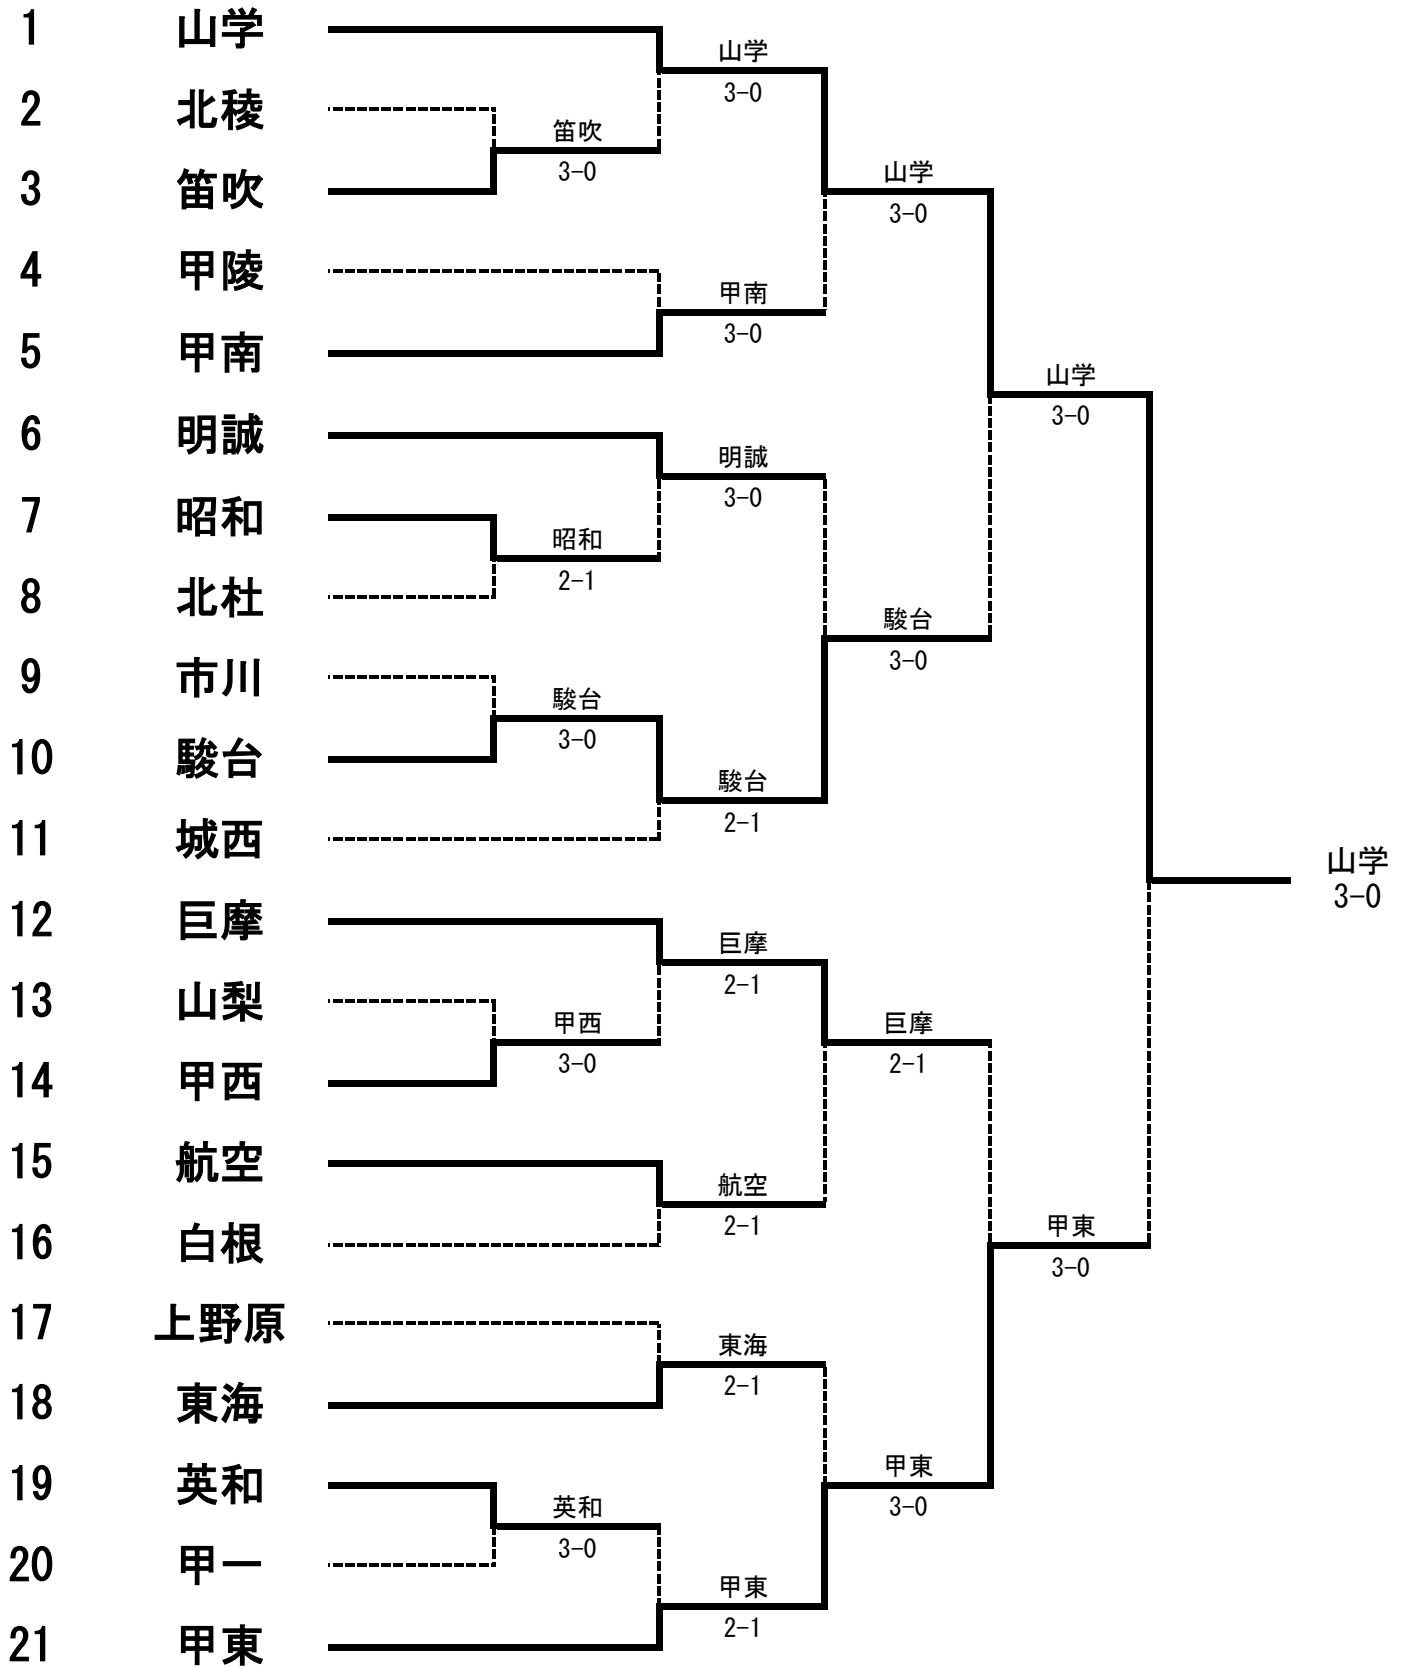 1 山学
山学
3-0
2 北稜
笛吹
3-0
3 笛吹
山学
3-0
4 甲陵
甲南
3-0
5 甲南
山学
3-0
6 明誠
明誠
3-0
7 昭和
昭和
2-1
8 北杜
駿台
3-0
9 市川
駿台
3-0
10 駿台
駿台
2-1
11 城西
山学
3-0
12 巨摩
巨摩
2-1
13 山梨
甲西
3-0
巨摩
2-1
14 甲西
15 航空
航空
2-1
16 白根
甲東
3-0
17 上野原
東海
2-1
18 東海
甲東
3-0
19 英和
英和
3-0
20 甲一
甲東
2-1
21 甲東